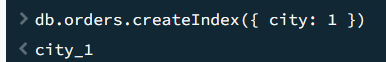 > db.orders.createIndex({ city: 1 })
< city_1